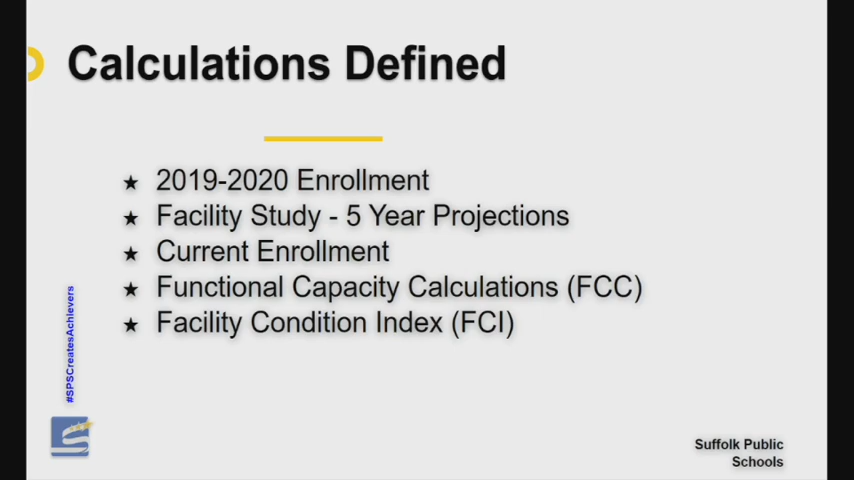 Calculations Defined
★ 2019-2020 Enrollment
★ Facility Study - 5 Year Projections
★ Current Enrollment
★ Functional Capacity Calculations (FCC)
★ Facility Condition Index (FCI)
#SPSCreatesAchievers
Suffolk Public
Schools